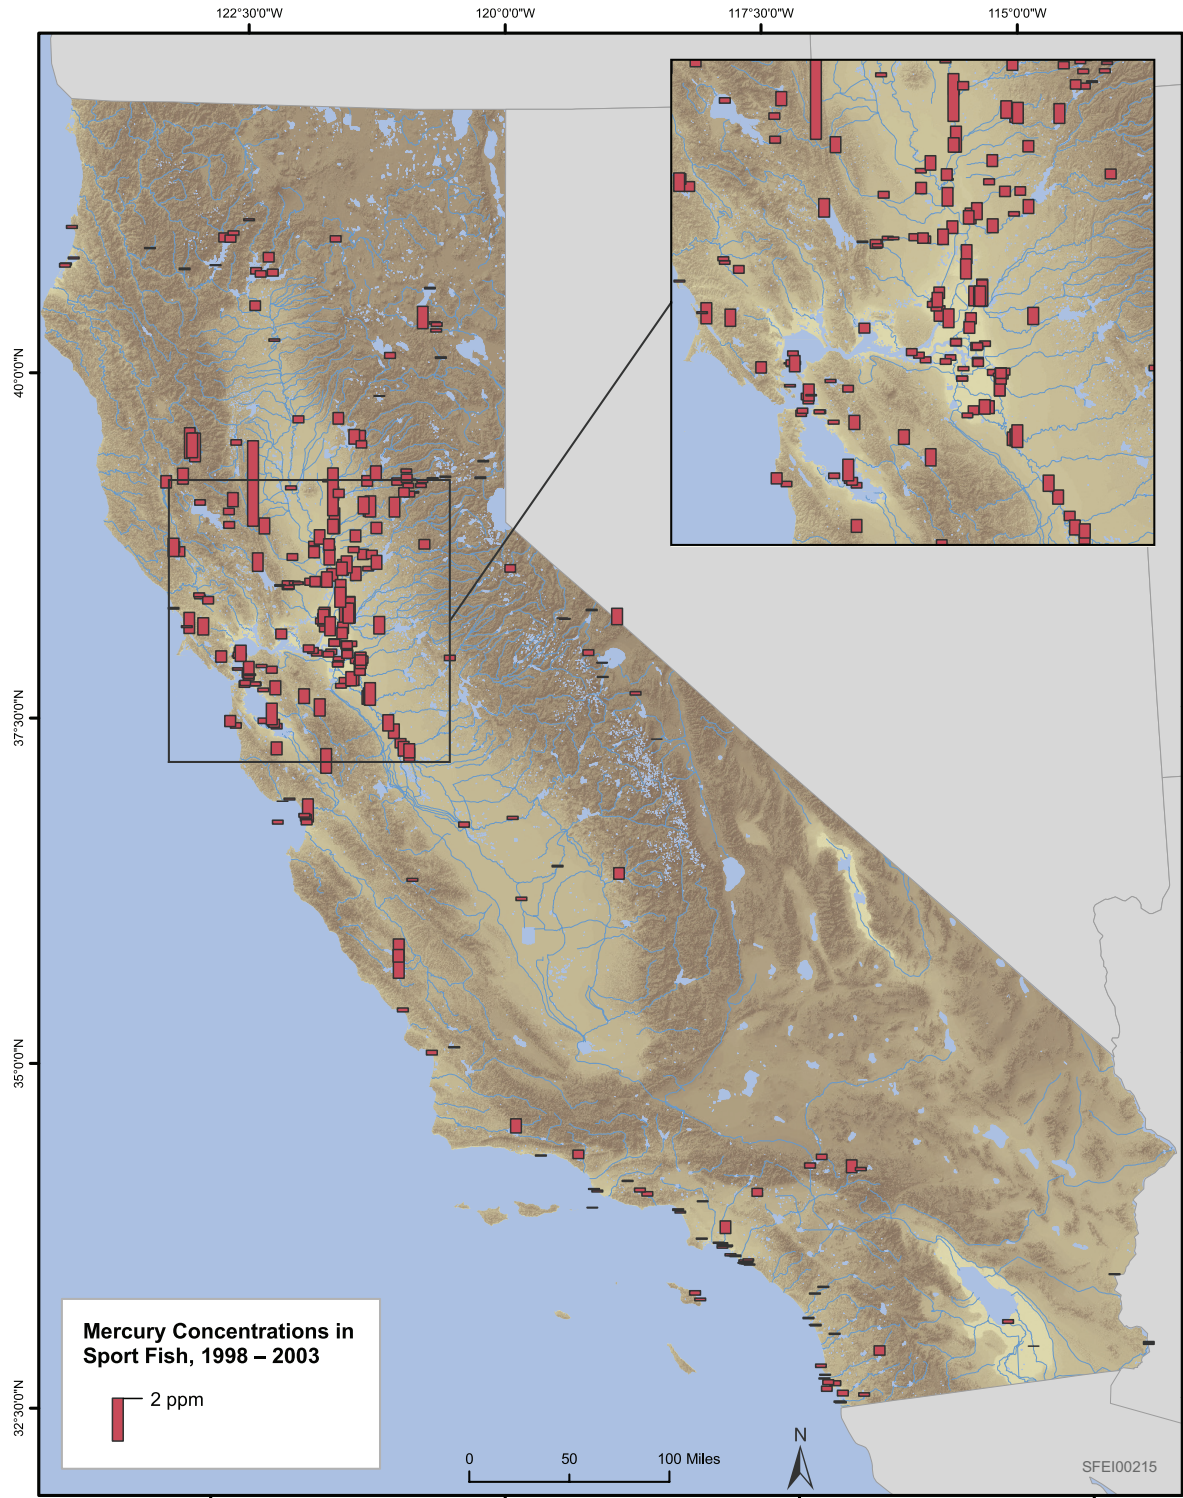 122°30'0"W 120°0'0"W 117°30'0"W 115°0'0"W
40°0'0"N
37°30'0"N
35°0'0"N
32°30'0"N
Mercury Concentrations in
Sport Fish, 1998 – 2003
2 ppm
0 50 100 Miles
N
SFEI00215